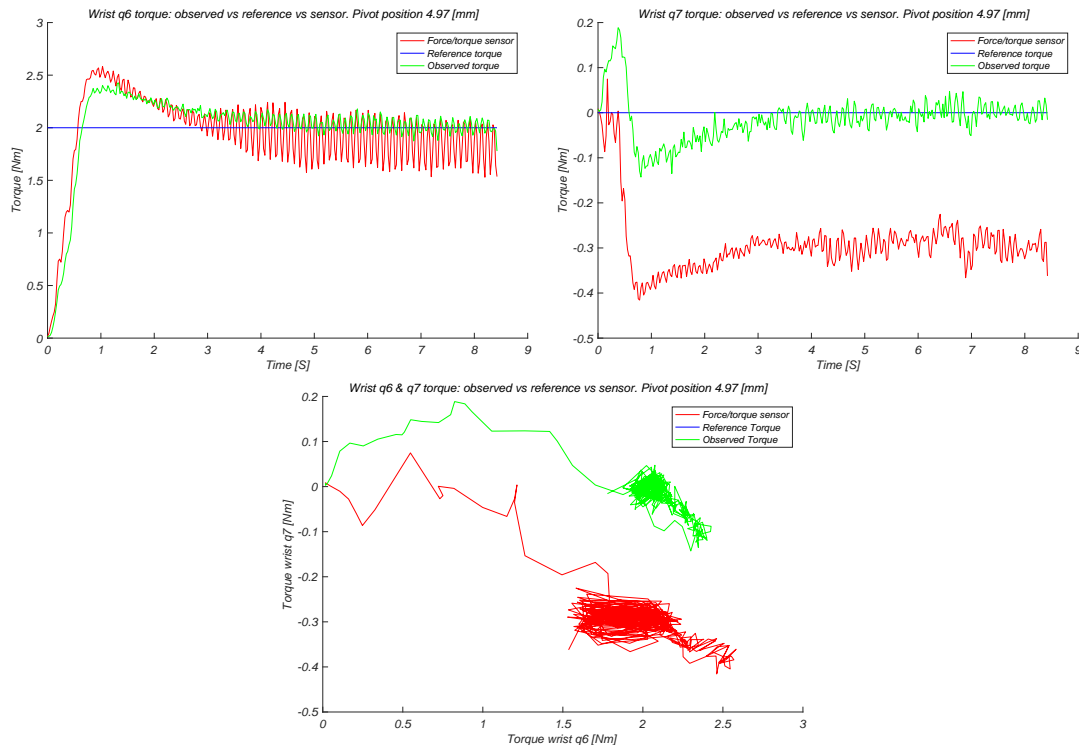 Wrist q6 torque: observed vs reference vs sensor. Pivot position 4.97 [mm]
3
2.5
2
1.5
1
0.5
0
Torque [Nm]
0 1 2 3 4 5 6 7 8 9
Time [S]
Force/torque sensor
Reference torque
Observed torque
Wrist q7 torque: observed vs reference vs sensor. Pivot position 4.97 [mm]
0.2
0.1
0
-0.1
-0.2
-0.3
-0.4
-0.5
Torque [Nm]
0 1 2 3 4 5 6 7 8 9
Time [S]
Force/torque sensor
Reference torque
Observed torque
Wrist q6 & q7 torque: observed vs reference vs sensor. Pivot position 4.97 [mm]
0.2
0.1
0
-0.1
-0.2
-0.3
-0.4
-0.5
Torque wrist q7 [Nm]
0 0.5 1 1.5 2 2.5 3
Torque wrist q6 [Nm]
Force/torque sensor
Reference Torque
Observed Torque